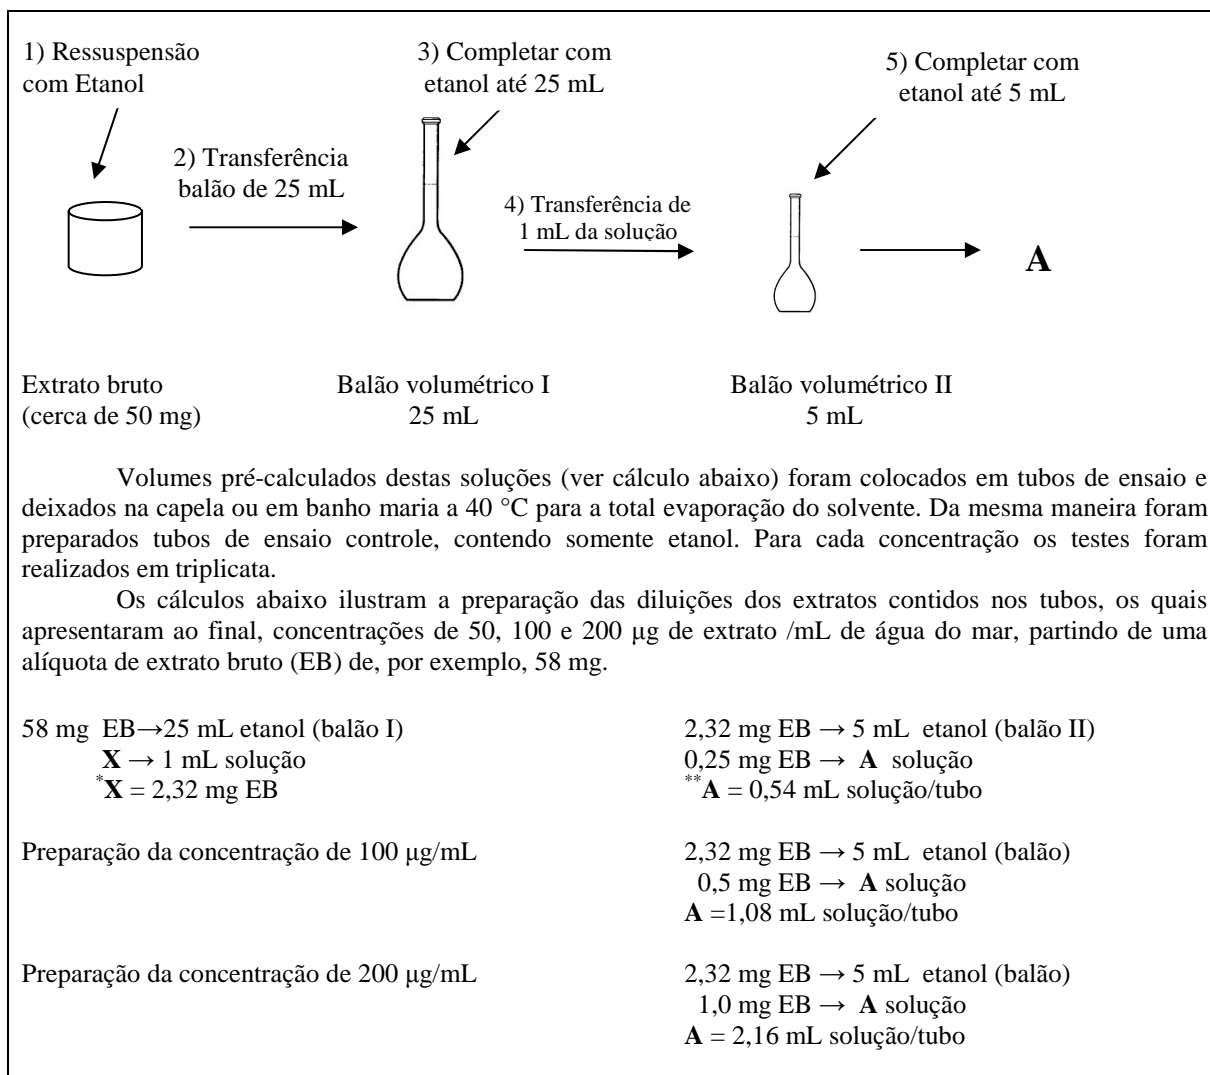 1) Ressuspensão
com Etanol
3) Completar com
etanol até 25 mL
5) Completar com
etanol até 5 mL
2) Transferência
balão de 25 mL
4) Transferência de
1 mL da solução
A
Extrato bruto
(cerca de 50 mg)
Balão volumétrico I
25 mL
Balão volumétrico II
5 mL
Volumes pré-calculados destas soluções (ver cálculo abaixo) foram colocados em tubos de ensaio e
deixados na capela ou em banho maria a 40 °C para a total evaporação do solvente. Da mesma maneira foram
preparados tubos de ensaio controle, contendo somente etanol. Para cada concentração os testes foram
realizados em triplicata.
Os cálculos abaixo ilustram a preparação das diluições dos extratos contidos nos tubos, os quais
apresentaram ao final, concentrações de 50, 100 e 200 μg de extrato /mL de água do mar, partindo de uma
alíquota de extrato bruto (EB) de, por exemplo, 58 mg.
58 mg EB→25 mL etanol (balão I)
X → 1 mL solução
*X = 2,32 mg EB
2,32 mg EB → 5 mL etanol (balão II)
0,25 mg EB → A solução
**A = 0,54 mL solução/tubo
Preparação da concentração de 100 μg/mL
2,32 mg EB → 5 mL etanol (balão)
0,5 mg EB → A solução
A =1,08 mL solução/tubo
Preparação da concentração de 200 μg/mL
2,32 mg EB → 5 mL etanol (balão)
1,0 mg EB → A solução
A = 2,16 mL solução/tubo